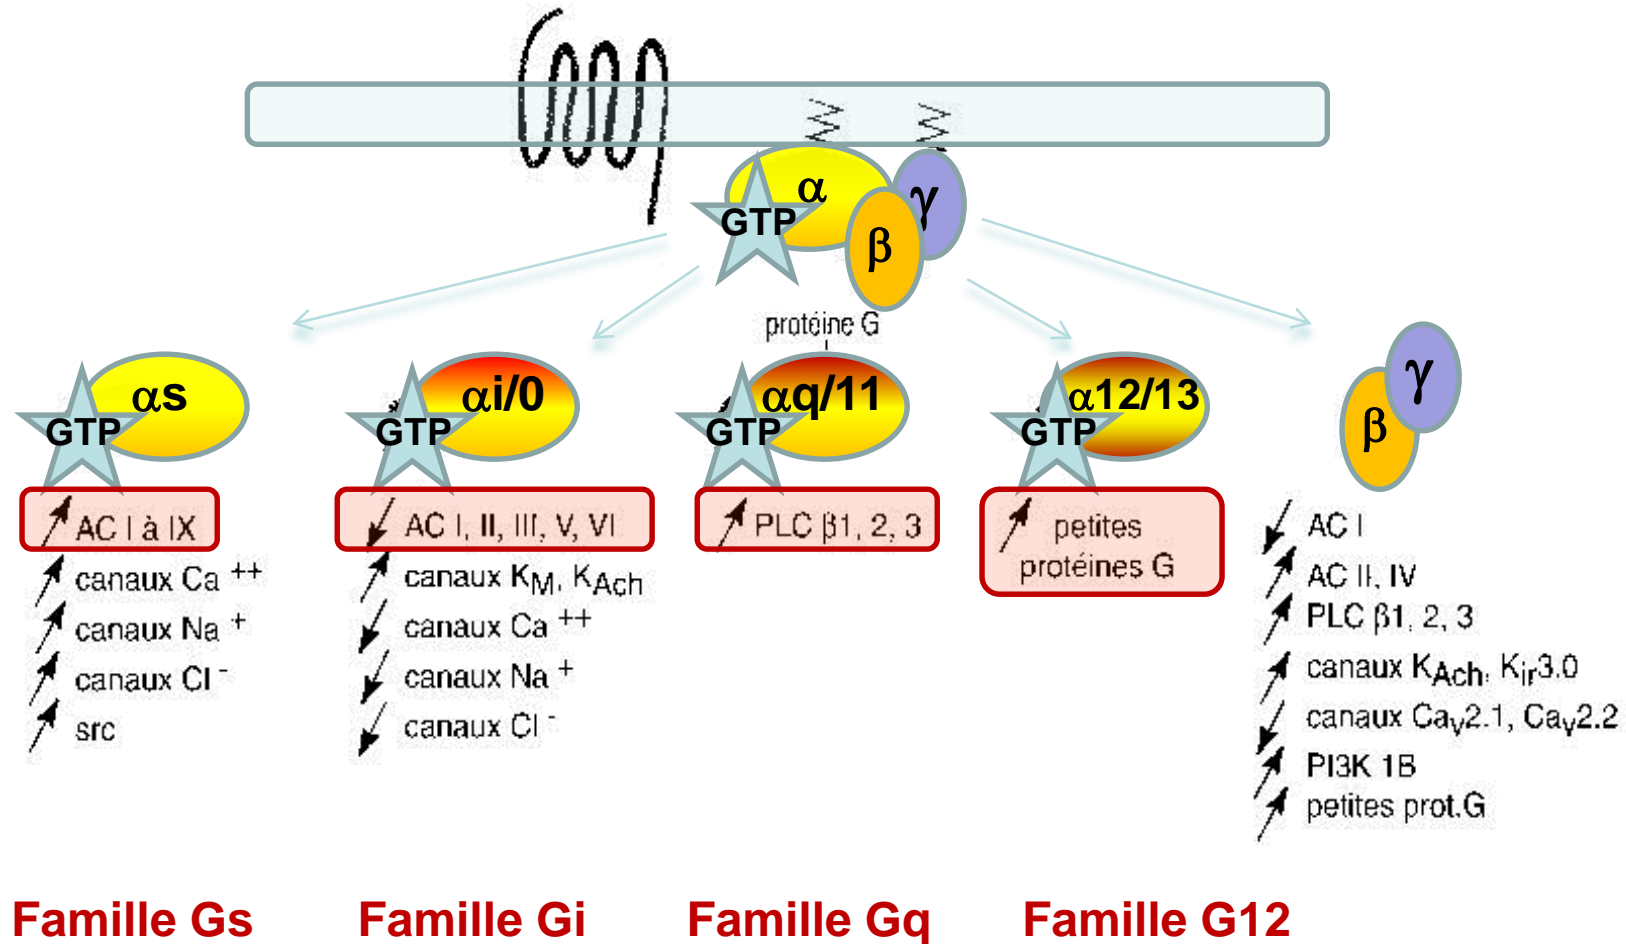 α
γ
GTP
β
protéine G
αs
GTP
AC I à IX
canaux Ca ++
canaux Na +
canaux Cl -
src
αi/0
GTP
AC I, II, III, V, VI
canaux KM, KAch
canaux Ca ++
canaux Na +
canaux Cl -
αq/11
GTP
PLC β1, 2, 3
α12/13
GTP
petites
protéines G
γ
β
AC I
AC II, IV
PLC β1, 2, 3
canaux KAch, Kir3.0
canaux Cav2.1, Cav2.2
PI3K 1B
petites prot.G
Famille Gs
Famille Gi
Famille Gq
Famille G12